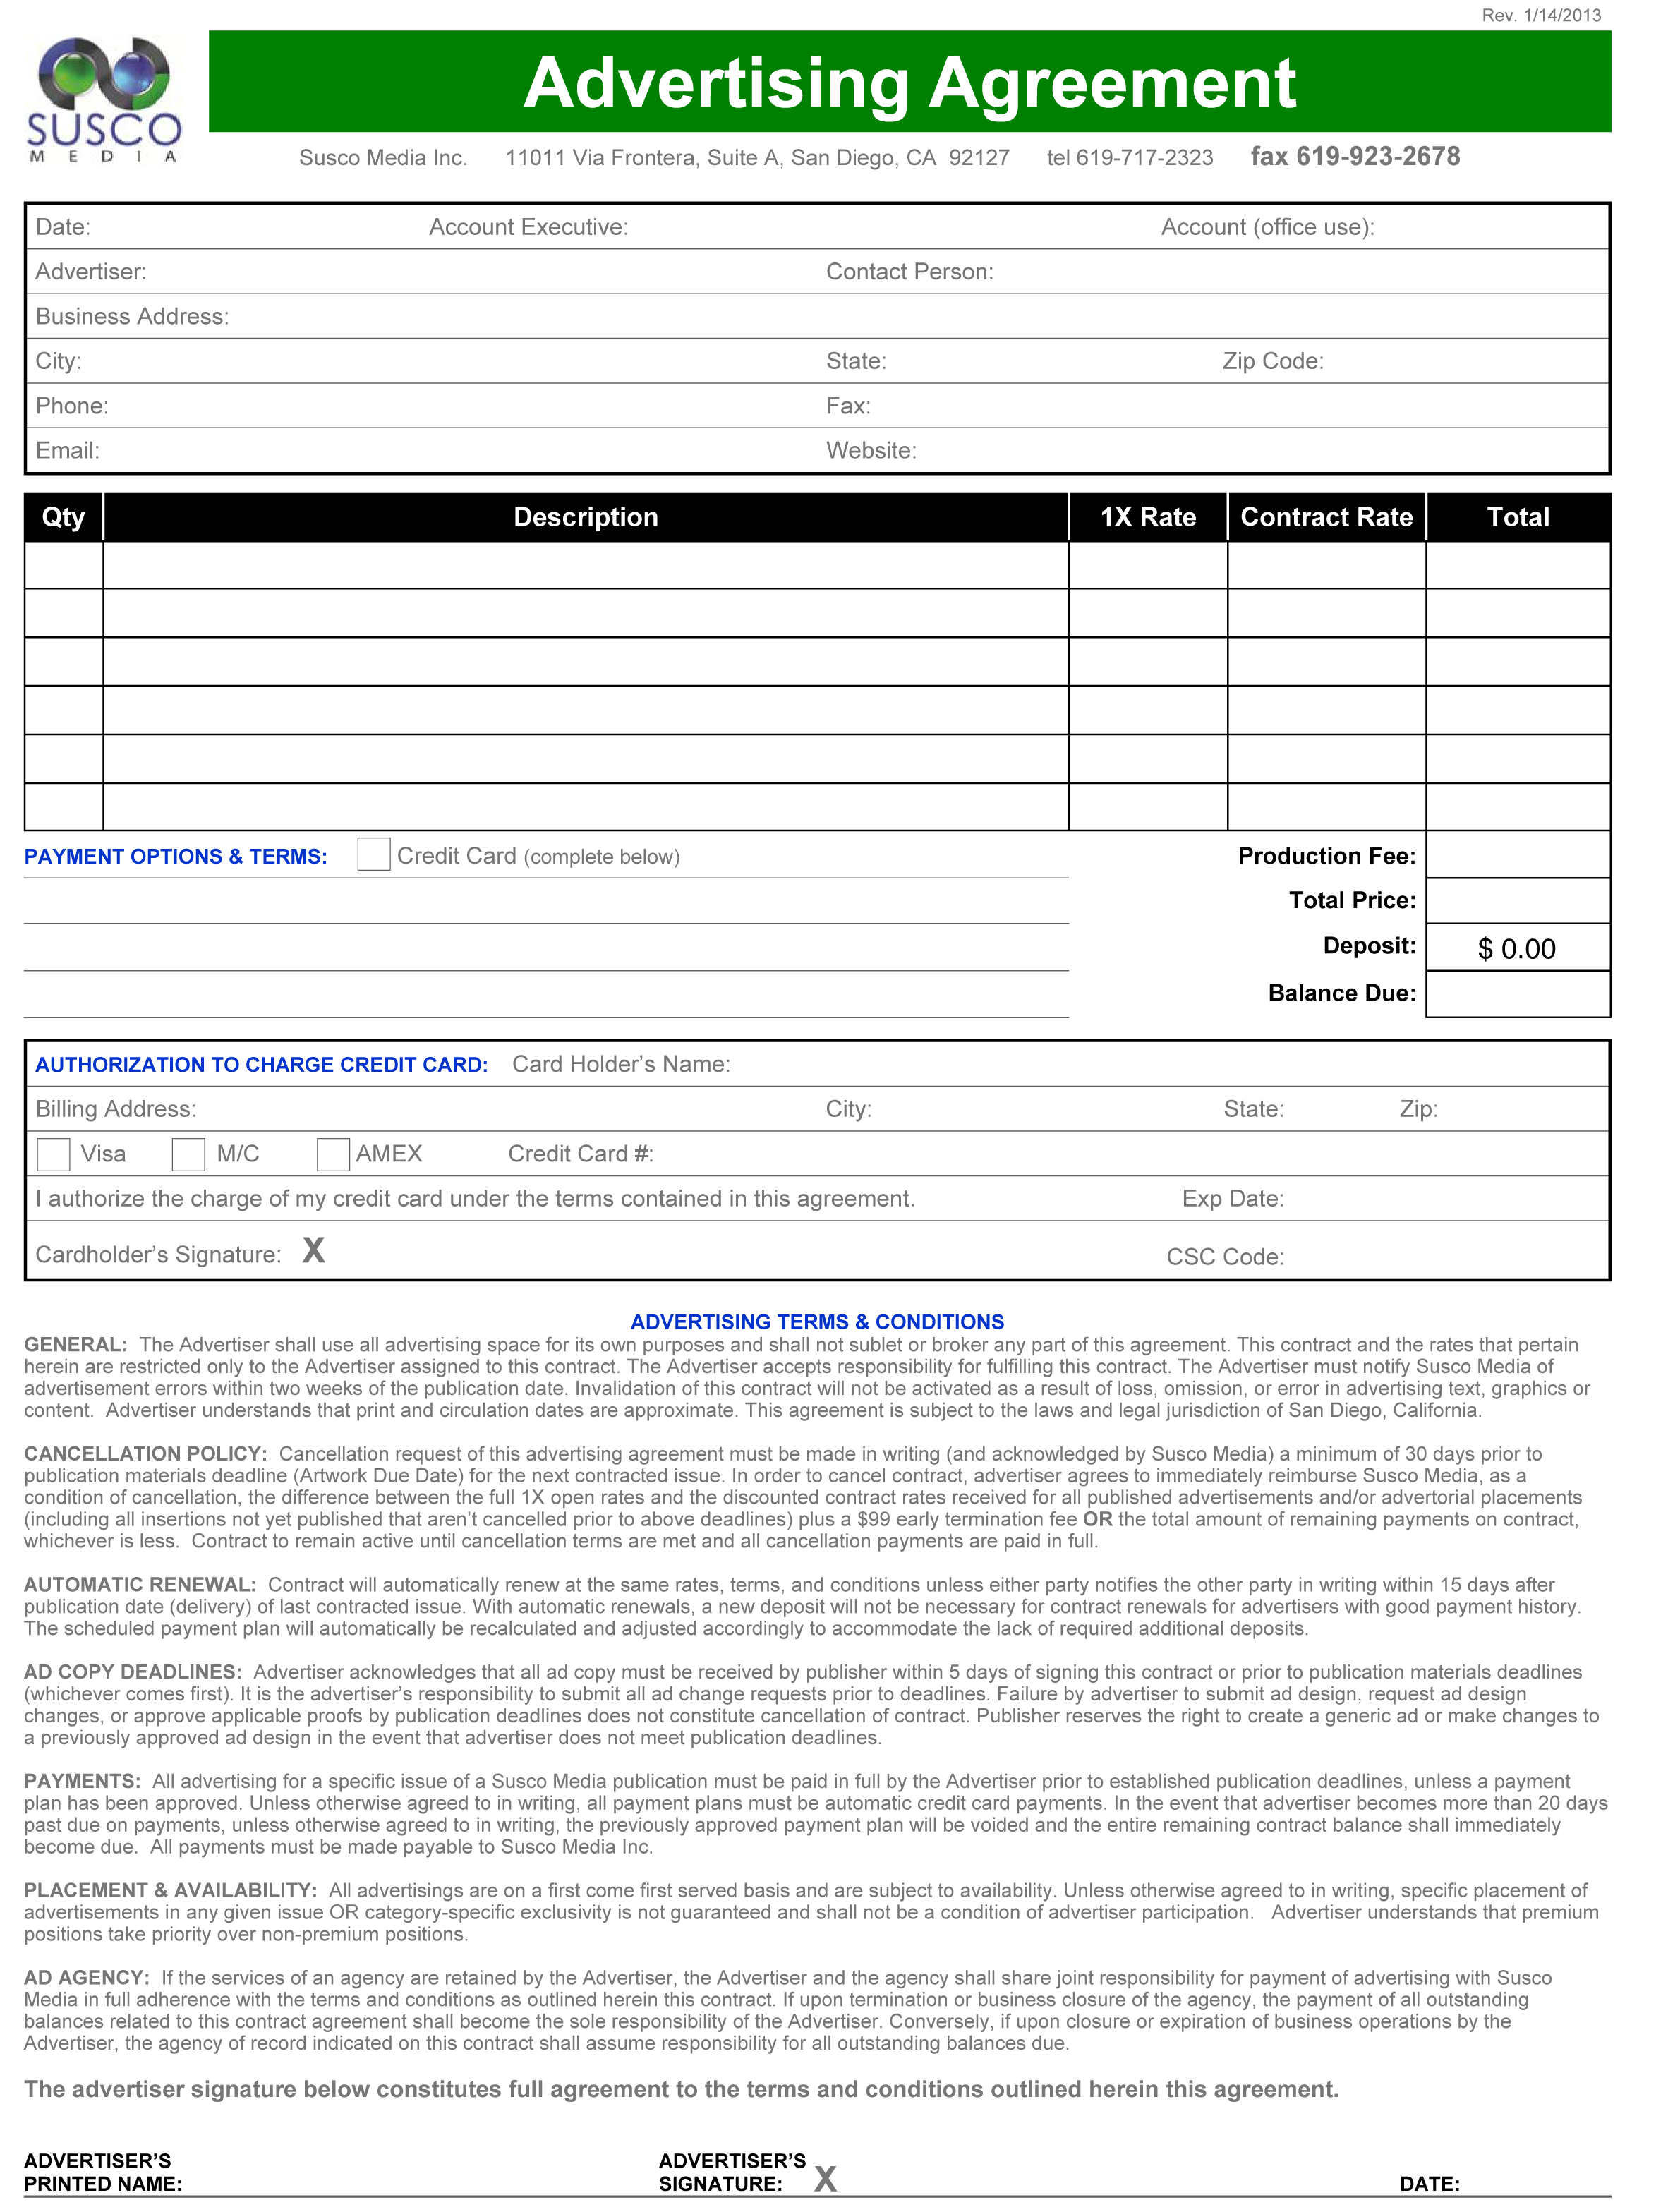 Rev. 1/14/2013
SUSCO
MEDIA
Advertising Agreement
Susco Media Inc. 11011 Via Frontera, Suite A, San Diego, CA 92127 tel 619-717-2323 fax 619-923-2678
Date: Account Executive: Account (office use):
Advertiser: Contact Person:
Business Address:
City: State: Zip Code:
Phone: Fax:
Email: Website:
Qty Description 1X Rate Contract Rate Total
PAYMENT OPTIONS & TERMS: Credit Card (complete below) Production Fee:
Total Price:
Deposit: $ 0.00
Balance Due:
AUTHORIZATION TO CHARGE CREDIT CARD: Card Holder’s Name:
Billing Address: City: State: Zip:
Visa M/C AMEX Credit Card #:
I authorize the charge of my credit card under the terms contained in this agreement. Exp Date:
Cardholder’s Signature: X CSC Code:
ADVERTISING TERMS & CONDITIONS
GENERAL: The Advertiser shall use all advertising space for its own purposes and shall not sublet or broker any part of this agreement. This contract and the rates that pertain
herein are restricted only to the Advertiser assigned to this contract. The Advertiser accepts responsibility for fulfilling this contract. The Advertiser must notify Susco Media of
advertisement errors within two weeks of the publication date. Invalidation of this contract will not be activated as a result of loss, omission, or error in advertising text, graphics or
content. Advertiser understands that print and circulation dates are approximate. This agreement is subject to the laws and legal jurisdiction of San Diego, California.
CANCELLATION POLICY: Cancellation request of this advertising agreement must be made in writing (and acknowledged by Susco Media) a minimum of 30 days prior to
publication materials deadline (Artwork Due Date) for the next contracted issue. In order to cancel contract, advertiser agrees to immediately reimburse Susco Media, as a
condition of cancellation, the difference between the full 1X open rates and the discounted contract rates received for all published advertisements and/or advertorial placements
(including all insertions not yet published that aren’t cancelled prior to above deadlines) plus a $99 early termination fee OR the total amount of remaining payments on contract,
whichever is less. Contract to remain active until cancellation terms are met and all cancellation payments are paid in full.
AUTOMATIC RENEWAL: Contract will automatically renew at the same rates, terms, and conditions unless either party notifies the other party in writing within 15 days after
publication date (delivery) of last contracted issue. With automatic renewals, a new deposit will not be necessary for contract renewals for advertisers with good payment history.
The scheduled payment plan will automatically be recalculated and adjusted accordingly to accommodate the lack of required additional deposits.
AD COPY DEADLINES: Advertiser acknowledges that all ad copy must be received by publisher within 5 days of signing this contract or prior to publication materials deadlines
(whichever comes first). It is the advertiser’s responsibility to submit all ad change requests prior to deadlines. Failure by advertiser to submit ad design, request ad design
changes, or approve applicable proofs by publication deadlines does not constitute cancellation of contract. Publisher reserves the right to create a generic ad or make changes to
a previously approved ad design in the event that advertiser does not meet publication deadlines.
PAYMENTS: All advertising for a specific issue of a Susco Media publication must be paid in full by the Advertiser prior to established publication deadlines, unless a payment
plan has been approved. Unless otherwise agreed to in writing, all payment plans must be automatic credit card payments. In the event that advertiser becomes more than 20 days
past due on payments, unless otherwise agreed to in writing, the previously approved payment plan will be voided and the entire remaining contract balance shall immediately
become due. All payments must be made payable to Susco Media Inc.
PLACEMENT & AVAILABILITY: All advertisings are on a first come first served basis and are subject to availability. Unless otherwise agreed to in writing, specific placement of
advertisements in any given issue OR category-specific exclusivity is not guaranteed and shall not be a condition of advertiser participation. Advertiser understands that premium
positions take priority over non-premium positions.
AD AGENCY: If the services of an agency are retained by the Advertiser, the Advertiser and the agency shall share joint responsibility for payment of advertising with Susco
Media in full adherence with the terms and conditions as outlined herein this contract. If upon termination or business closure of the agency, the payment of all outstanding
balances related to this contract agreement shall become the sole responsibility of the Advertiser. Conversely, if upon closure or expiration of business operations by the
Advertiser, the agency of record indicated on this contract shall assume responsibility for all outstanding balances due.
The advertiser signature below constitutes full agreement to the terms and conditions outlined herein this agreement.
ADVERTISER’S ADVERTISER’S
PRINTED NAME: SIGNATURE: X DATE: